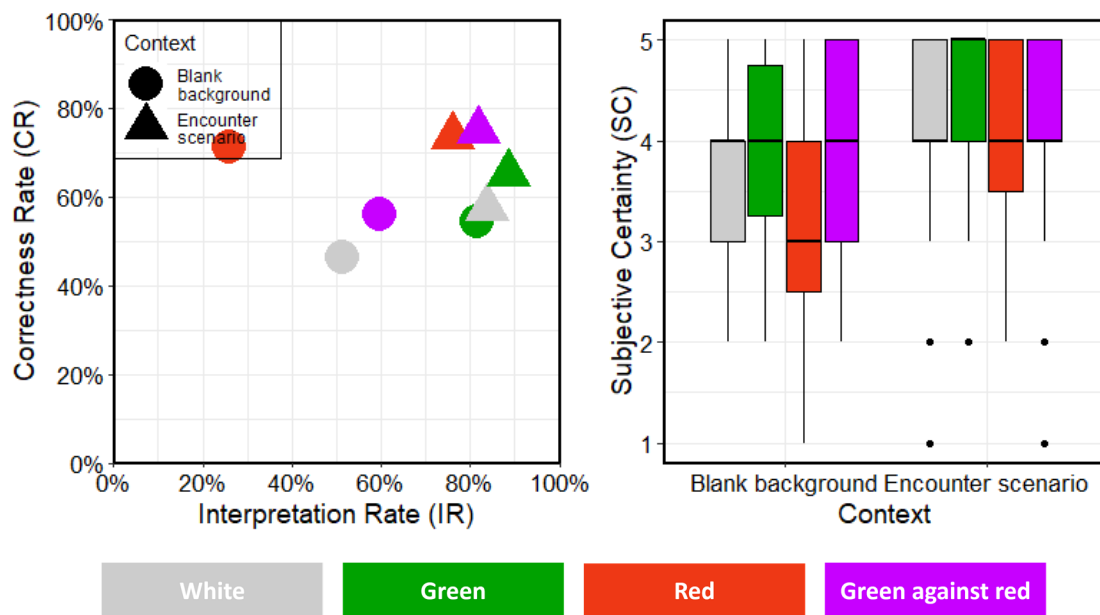 100%
80%
60%
40%
20%
0%
Correctness Rate (CR)
Context
Blank
background
Encounter
scenario
0%
20%
40%
60%
80%
100%
Interpretation Rate (IR)
Subjective Certainty (SC)
5
4
3
2
1
Blank background
Encounter scenario
Context
White
Green
Red
Green against red